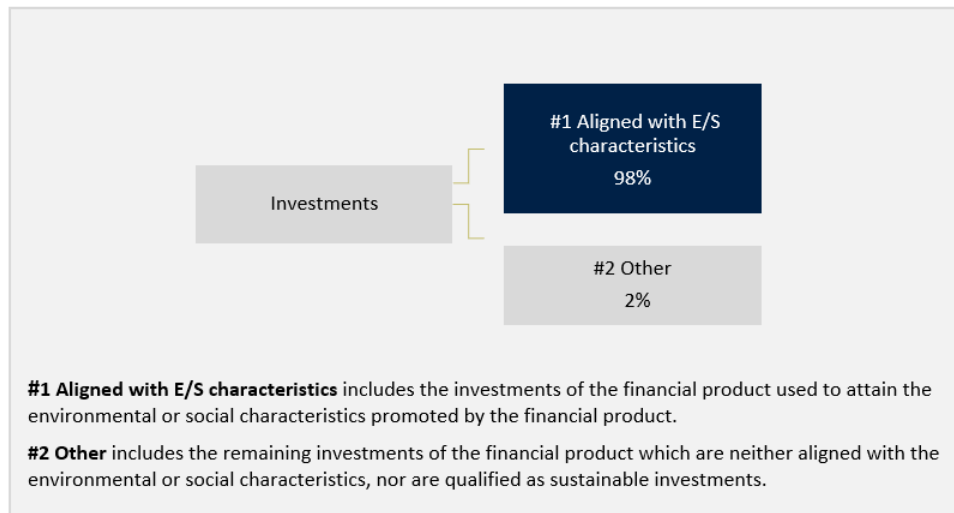 #1 Aligned with E/S
characteristics
98%
Investments
#2 Other
2%
#1 Aligned with E/S characteristics includes the investments of the financial product used to attain the
environmental or social characteristics promoted by the financial product.
#2 Other includes the remaining investments of the financial product which are neither aligned with the
environmental or social characteristics, nor are qualified as sustainable investments.